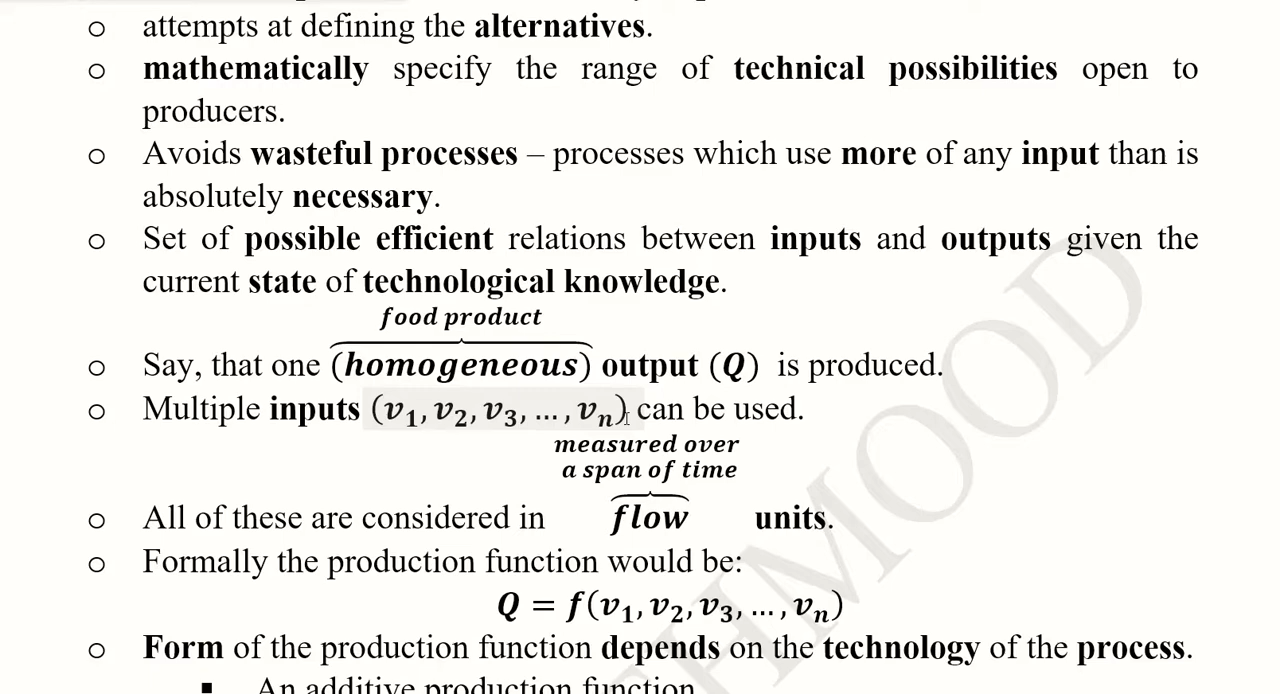 ○ attempts at defining the alternatives.
○ mathematically specify the range of technical possibilities open to
producers.
○ Avoids wasteful processes – processes which use more of any input than is
absolutely necessary.
○ Set of possible efficient relations between inputs and outputs given the
current state of technological knowledge.
food product
○ Say, that one (homogeneous) output (Q) is produced.
○ Multiple inputs (v₁, v₂, v₃, … , vₙ) can be used.
measured over
a span of time
○ All of these are considered in flow units.
○ Formally the production function would be:
Q = f(v₁, v₂, v₃, … , vₙ)
○ Form of the production function depends on the technology of the process.
▪ An additive production function